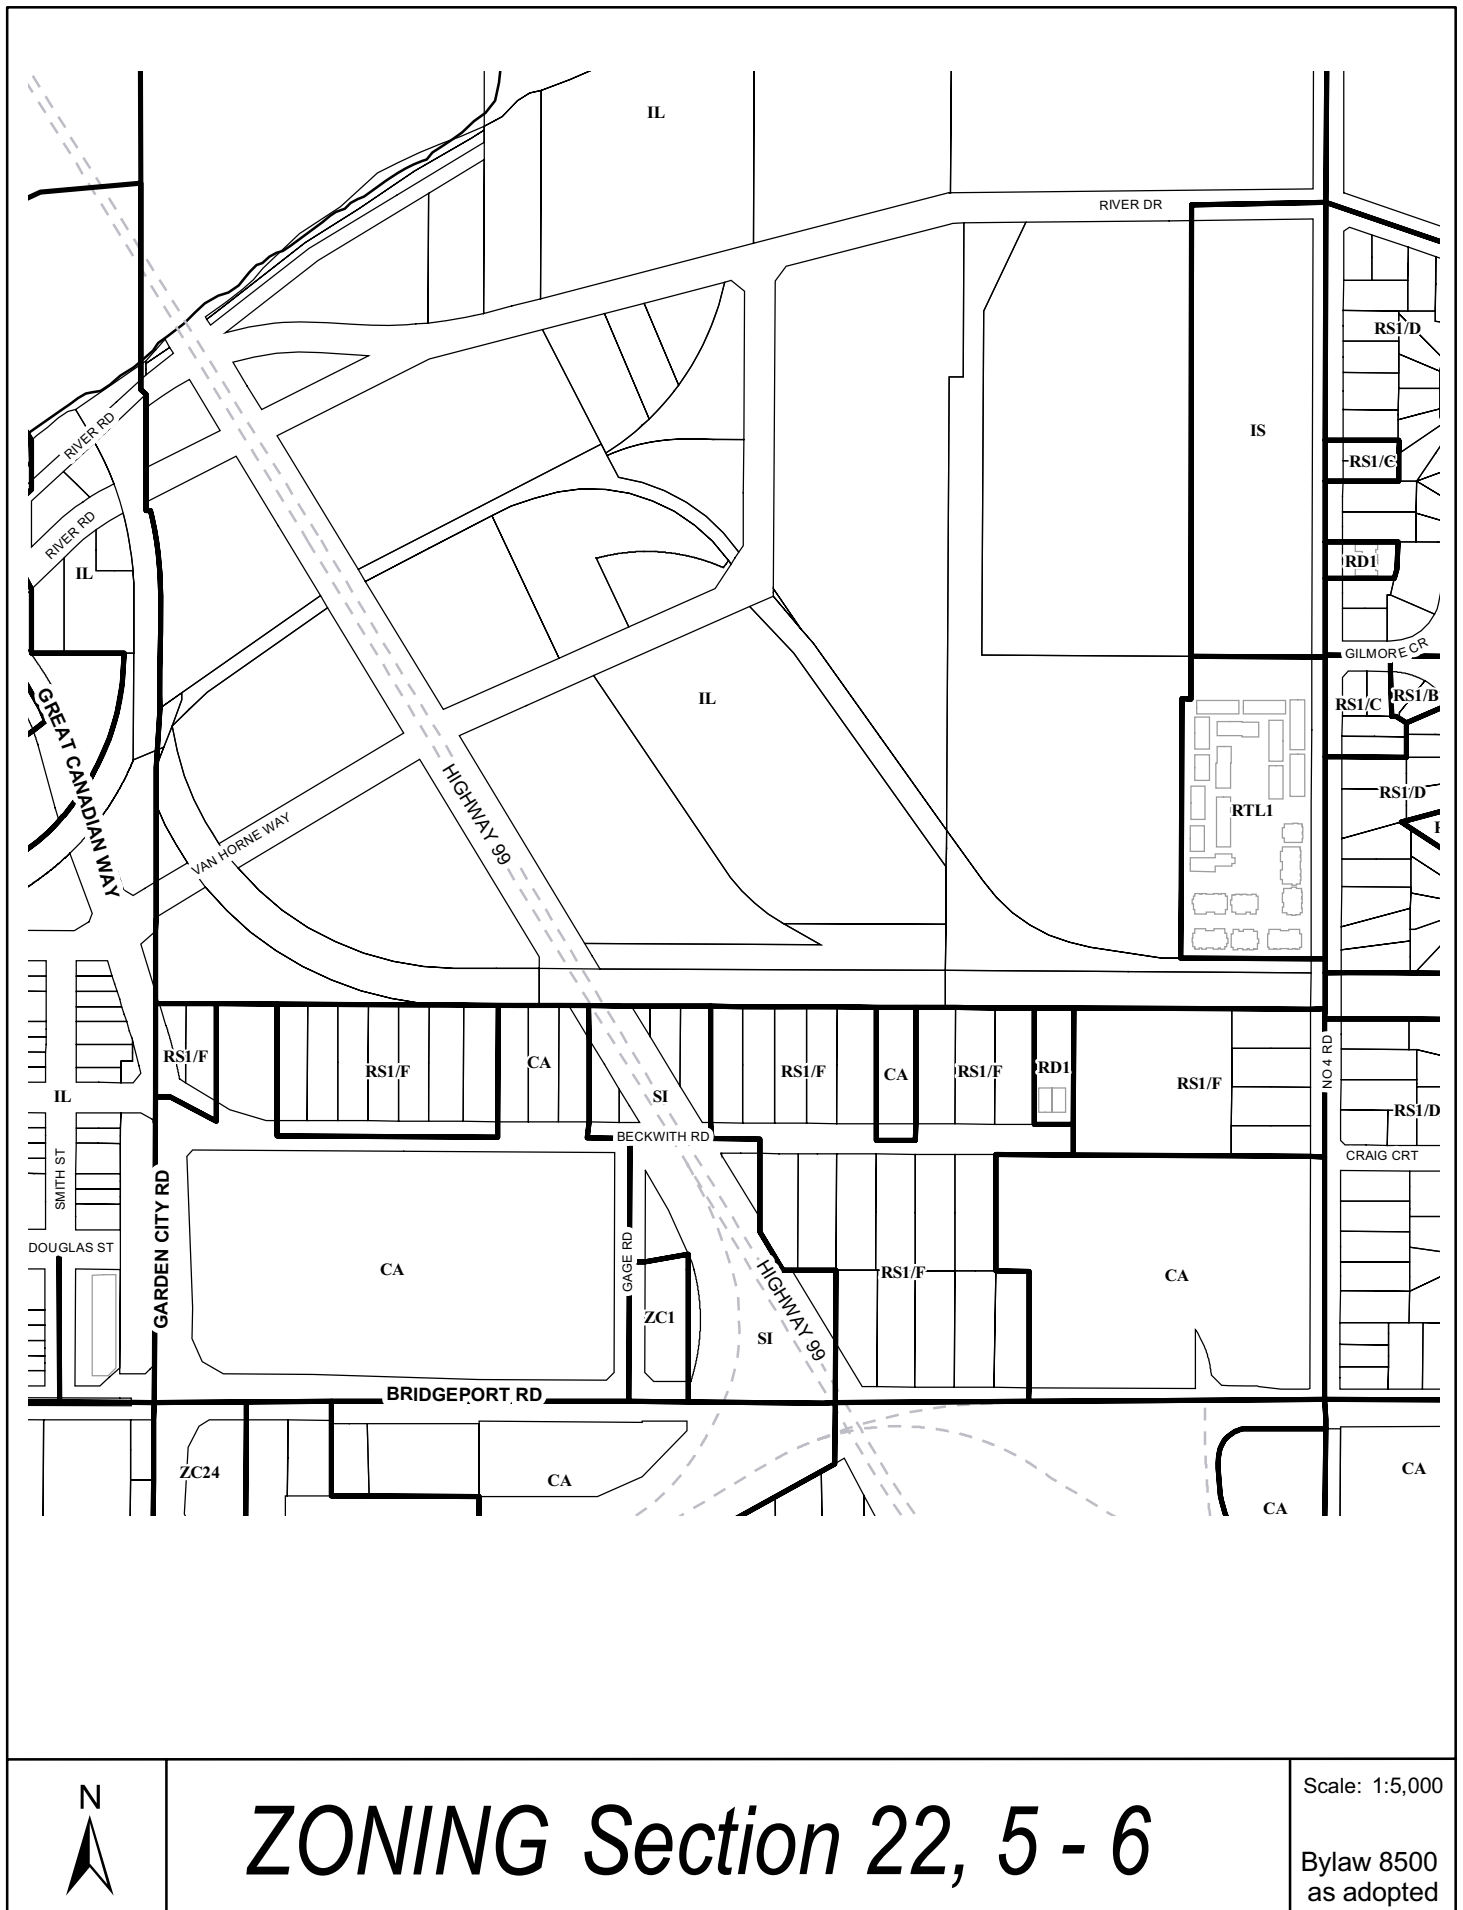 IL
RIVER DR
RS1/D
RIVER RD
IS
RS1/C
RIVER RD
RD1
IL
GILMORE CR
GREAT CANADIAN WAY
IL
RS1/C
RS1/B
HIGHWAY 99
RS1/D
RTL1
VAN HORNE WAY
RS1/F
RS1/F
CA
SI
RS1/F
CA
RS1/F
RD1
RS1/F
NO 4 RD
IL
RS1/D
BECKWITH RD
CRAIG CRT
SMITH ST
GARDEN CITY RD
DOUGLAS ST
CA
GAGE RD
ZC1
SI
HIGHWAY 99
RS1/F
CA
BRIDGEPORT RD
ZC24
CA
CA
CA
N
ZONING Section 22, 5 - 6
Scale: 1:5,000
Bylaw 8500
as adopted